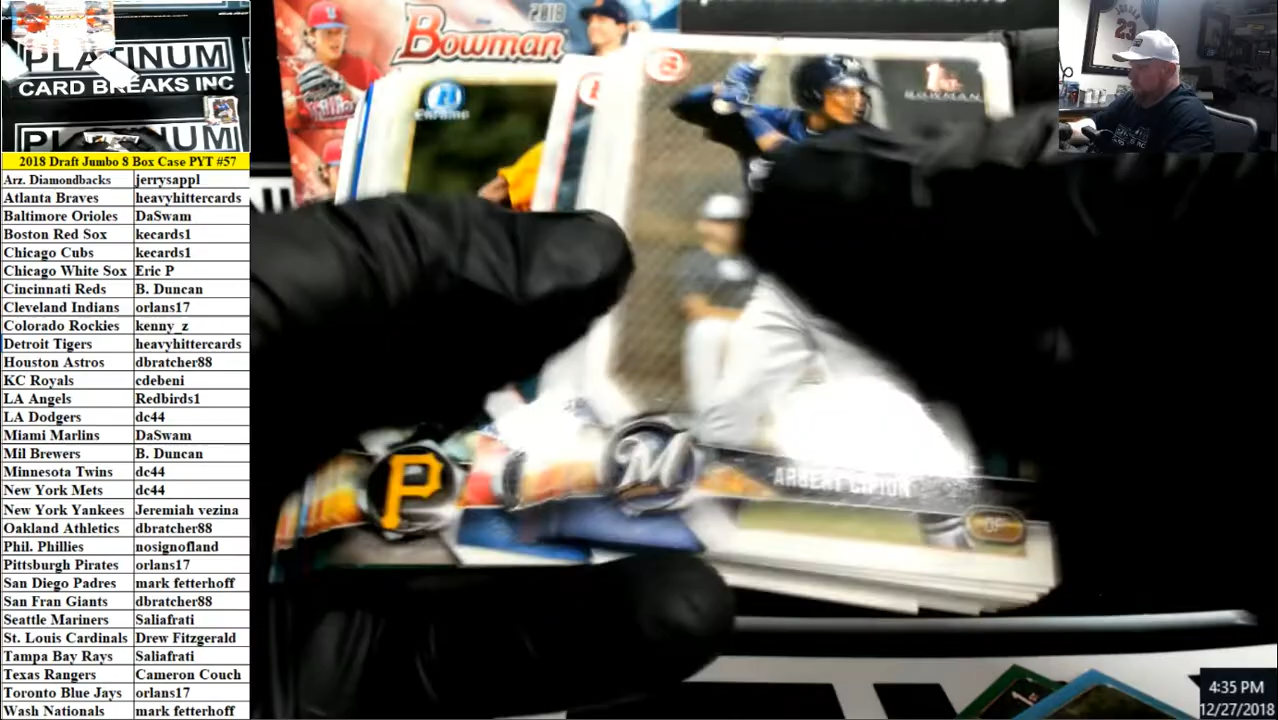 PLATINUM
CARD BREAKS INC
PLATINUM
2018 Draft Jumbo 8 Box Case PYT #57
Arz. Diamondbacks jerrysappl
Atlanta Braves heavyhittercards
Baltimore Orioles DaSwam
Boston Red Sox kecards1
Chicago Cubs kecards1
Chicago White Sox Eric P
Cincinnati Reds B. Duncan
Cleveland Indians orlans17
Colorado Rockies kenny_z
Detroit Tigers heavyhittercards
Houston Astros dbratcher88
KC Royals cdebeni
LA Angels Redbirds1
LA Dodgers dc44
Miami Marlins DaSwam
Mil Brewers B. Duncan
Minnesota Twins dc44
New York Mets dc44
New York Yankees Jeremiah vezina
Oakland Athletics dbratcher88
Phil. Phillies nosignofland
Pittsburgh Pirates orlans17
San Diego Padres mark fetterhoff
San Fran Giants dbratcher88
Seattle Mariners Saliafrati
St. Louis Cardinals Drew Fitzgerald
Tampa Bay Rays Saliafrati
Texas Rangers Cameron Couch
Toronto Blue Jays orlans17
Wash Nationals mark fetterhoff
2018
Bowman
CHROME
1st
BOWMAN
P
M
OF
23
4:35 PM
12/27/2018